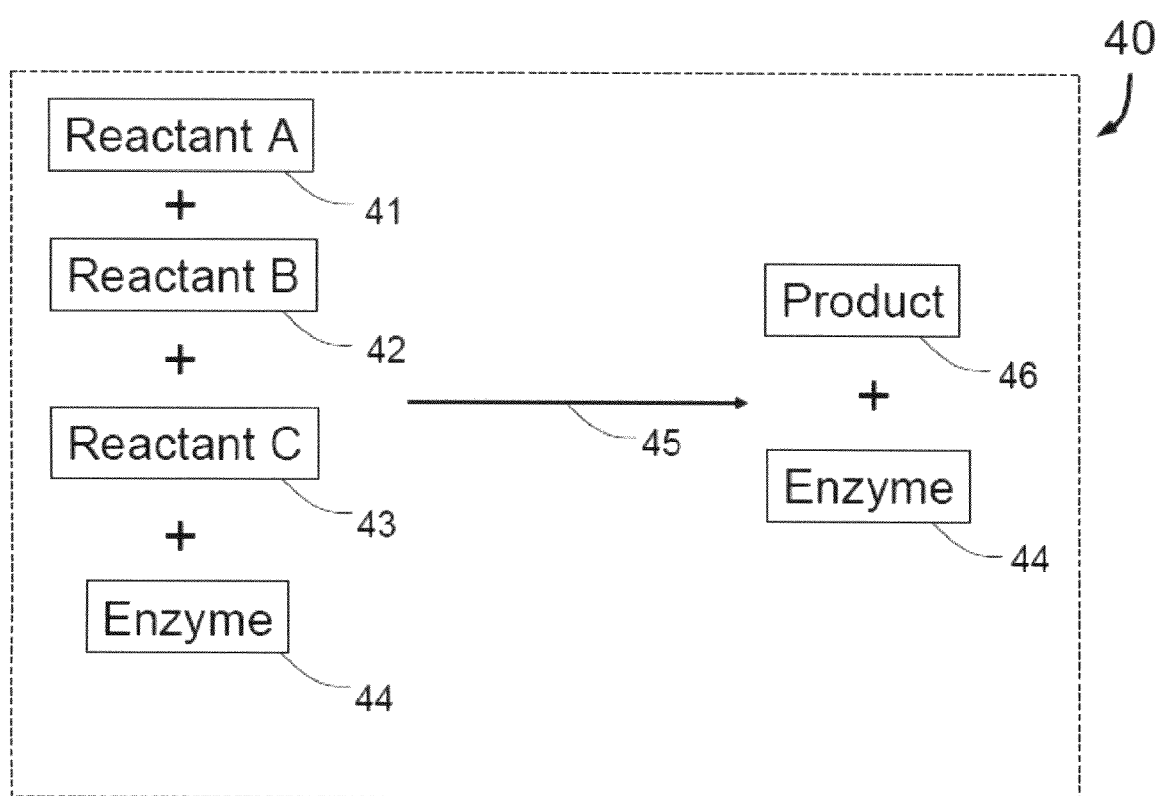 40
Reactant A
41
+
Reactant B
42
+
Reactant C
43
+
Enzyme
44
45
Product
46
+
Enzyme
44